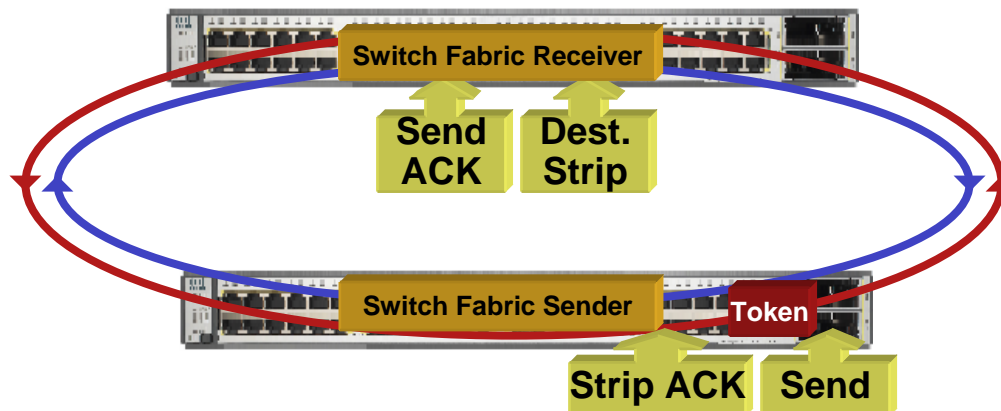 Switch Fabric Receiver
Send
ACK
Dest.
Strip
Switch Fabric Sender
Token
Strip ACK
Send